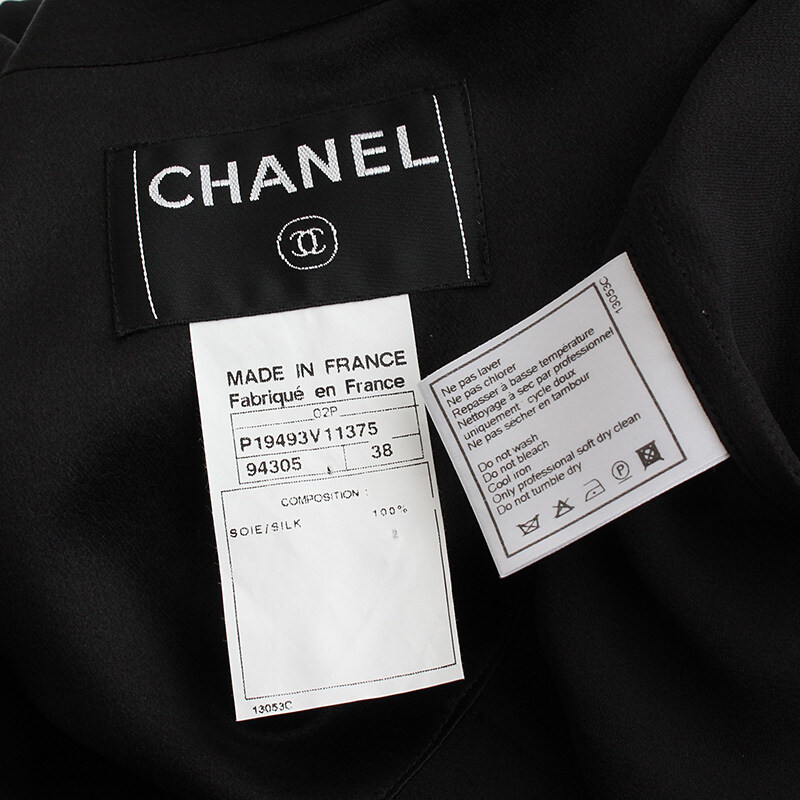 CHANEL
MADE IN FRANCE
Fabriqué en France
02P
P19493V11375
94305 38
COMPOSITION :
SOIE/SILK 100%
13053C
13053C
Ne pas laver
Ne pas chlorer
Repasser à basse température
Nettoyage à sec par professionnel
uniquement - cycle doux
Ne pas sécher en tambour
Do not wash
Do not bleach
Cool iron
Only professional soft dry clean
Do not tumble dry
P